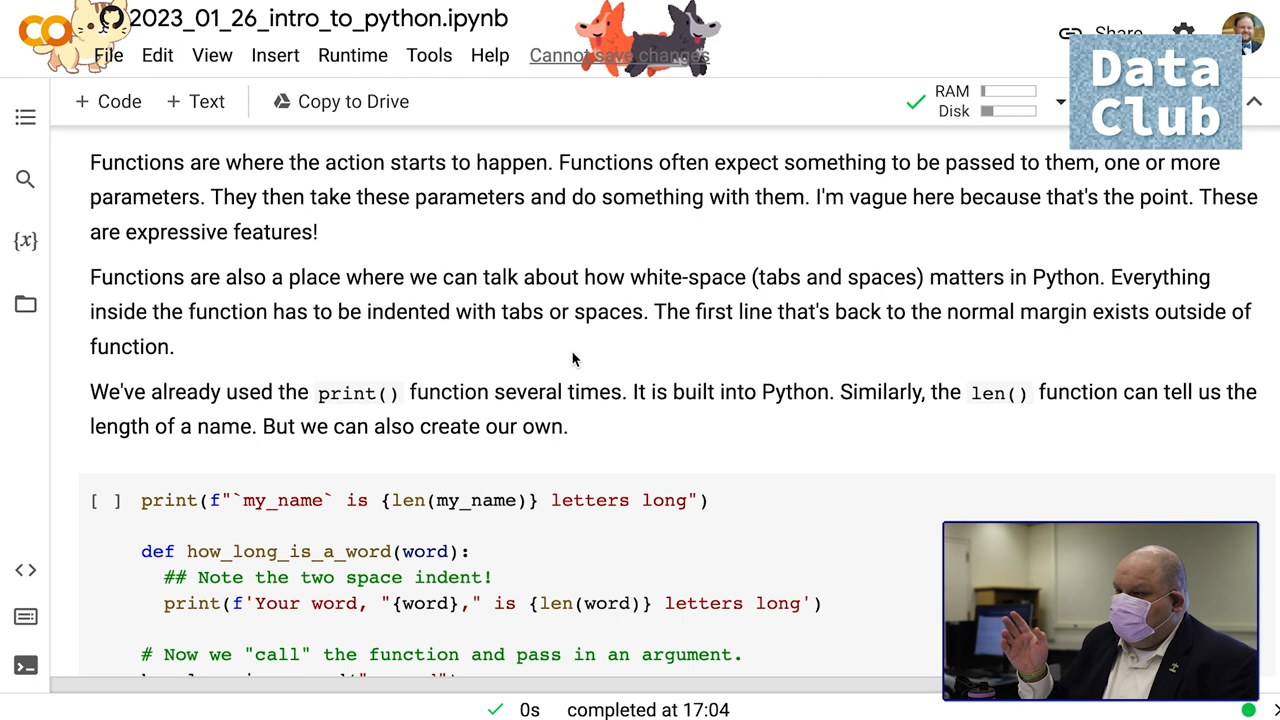 2023_01_26_intro_to_python.ipynb
Share
File Edit View Insert Runtime Tools Help Cannot save changes
+ Code + Text Copy to Drive
RAM
Disk
Data
Club
Functions are where the action starts to happen. Functions often expect something to be passed to them, one or more
parameters. They then take these parameters and do something with them. I'm vague here because that's the point. These
are expressive features!
Functions are also a place where we can talk about how white-space (tabs and spaces) matters in Python. Everything
inside the function has to be indented with tabs or spaces. The first line that's back to the normal margin exists outside of
function.
We've already used the print() function several times. It is built into Python. Similarly, the len() function can tell us the
length of a name. But we can also create our own.
[ ] print(f"`my_name` is {len(my_name)} letters long")
def how_long_is_a_word(word):
## Note the two space indent!
print(f'Your word, "{word}," is {len(word)} letters long')
# Now we "call" the function and pass in an argument.
0s completed at 17:04